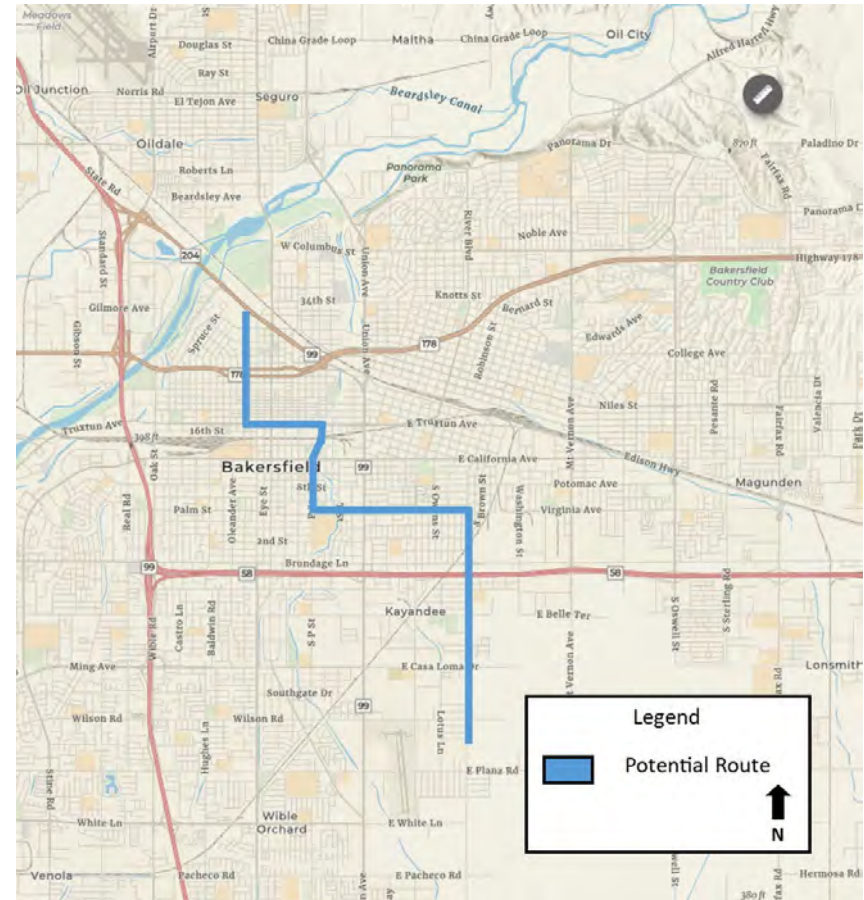 Meadows
Field
Airport Dr
Douglas St
China Grade Loop
Maltha
China Grade Loop
Oil City
Alfred Harrell Hwy
Ray St
Oil Junction
Norris Rd
El Tejon Ave
Seguro
Beardsley Canal
Oildale
Panorama Dr
870 ft
Paladino Dr
Fairfax Rd
State Rd
Roberts Ln
Beardsley Ave
Panorama
Park
River Blvd
Noble Ave
Standard St
204
W Columbus St
Union Ave
Highway 178
Bakersfield
Country Club
Gilmore Ave
34th St
Knotts St
Bernard St
Spruce St
Gibson St
Union Ave
Robinson St
Edwards Ave
99
178
College Ave
178
Pesante Rd
Valencia Dr
Niles St
Truxtun Ave
16th St
E Truxtun Ave
Mt Vernon Ave
Fairfax Rd
Park Dr
398 ft
Oak St
Bakersfield
99
E California Ave
Edison Hwy
Real Rd
Oleander Ave
Eye St
8th St
S Owens St
S Brown St
Washington St
Potomac Ave
Magunden
Palm St
Virginia Ave
2nd St
Brundage Ln
99
58
58
Castro Ln
Baldwin Rd
Kayandee
E Belle Ter
S Oswell St
S Sterling Rd
Wible Rd
S P St
Ming Ave
E Casa Loma Dr
Lonsmith
Southgate Dr
99
Wilson Rd
Hughes Ln
Wilson Rd
Lotus Ln
Legend
Potential Route
N
E Plana Rd
Stine Rd
White Ln
Wible
Orchard
E White Ln
Venola
Pacheco Rd
E Pacheco Rd
Hermosa Rd
380 ft